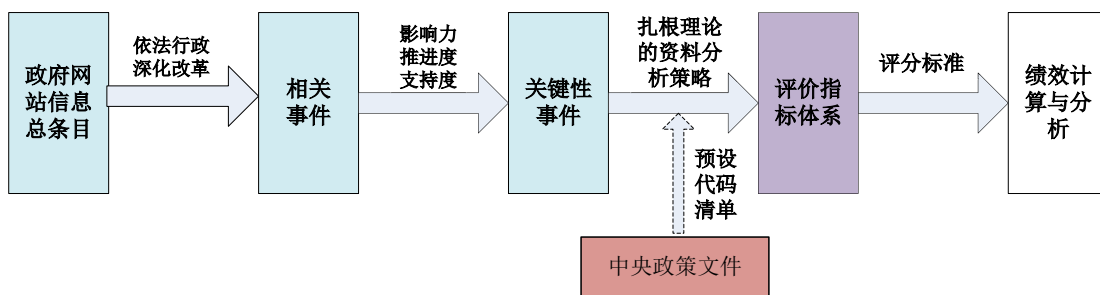 政府网
站信息
总条目
依法行政
深化改革
相关
事件
影响力
推进度
支持度
关键性
事件
扎根理论
的资料分
析策略
评价指
标体系
评分标准
绩效计
算与分
析
预设
代码
清单
中央政策文件